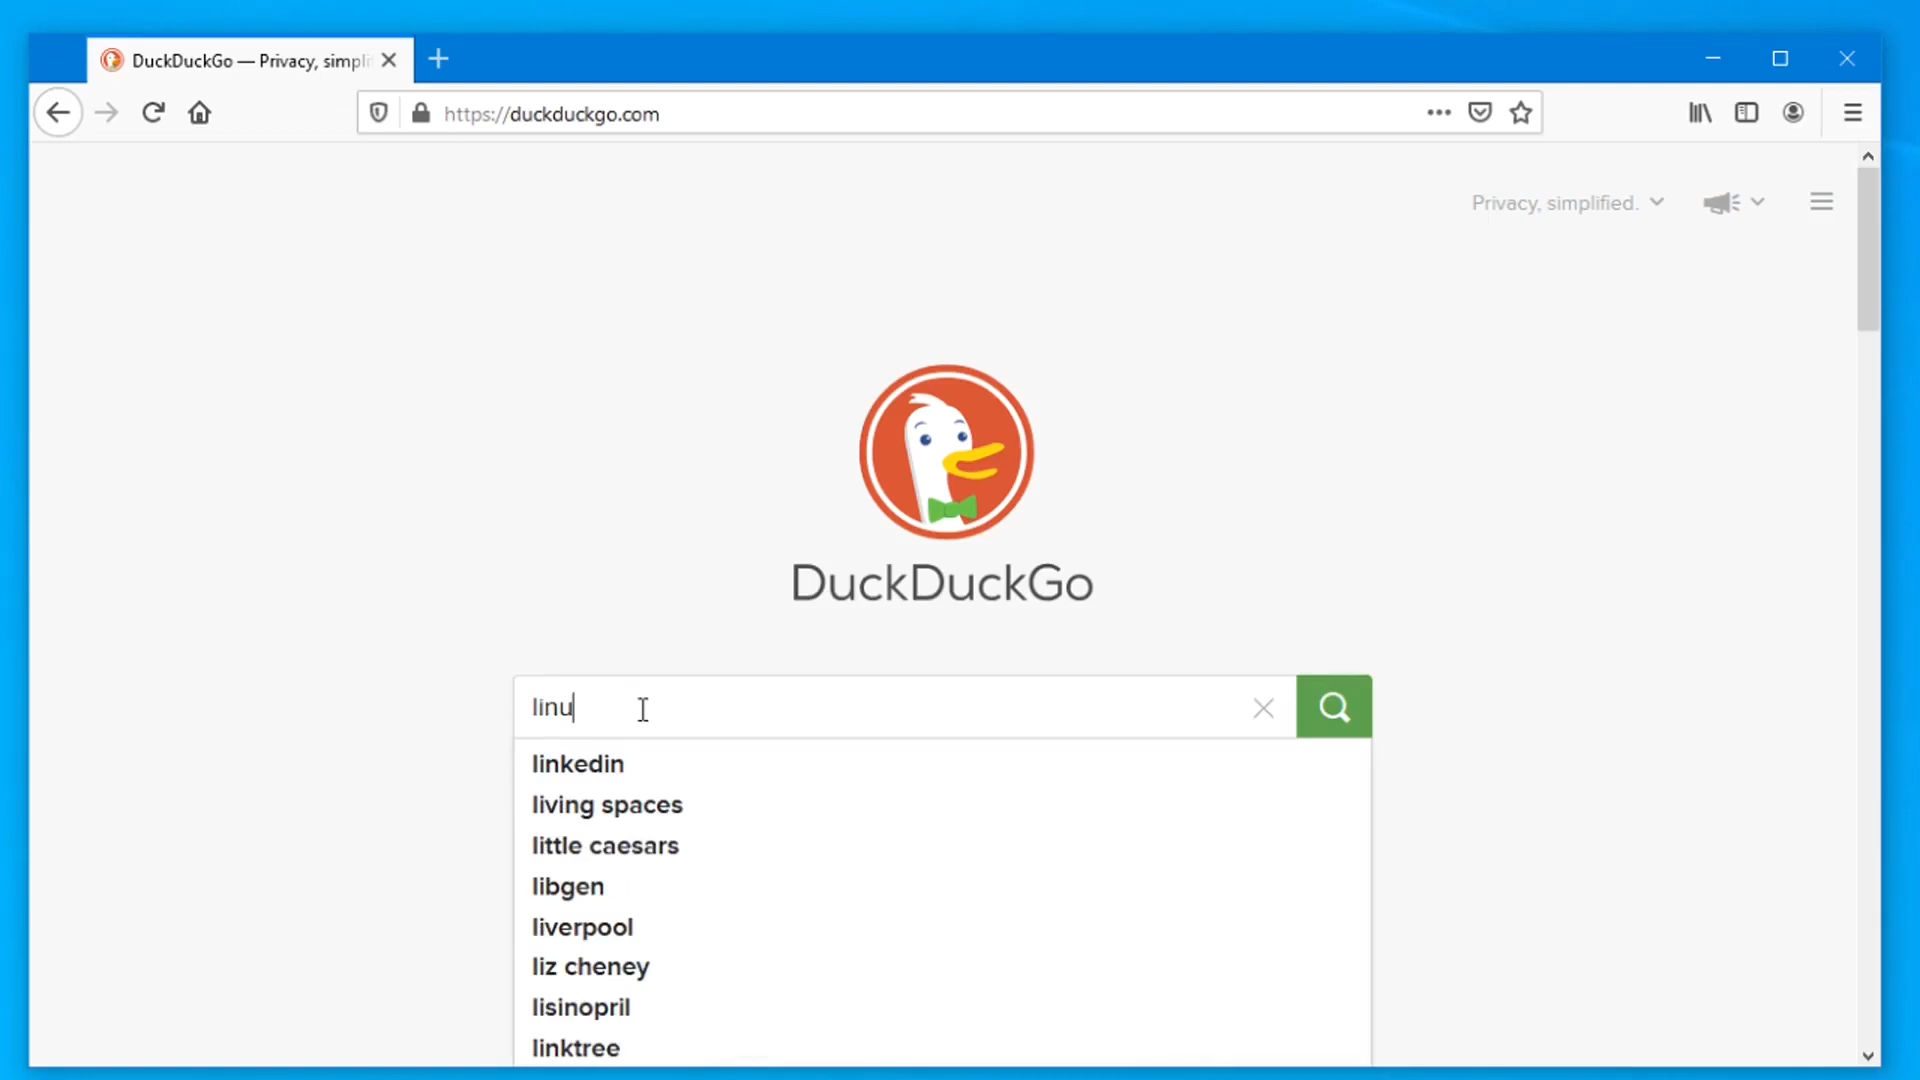 DuckDuckGo — Privacy, simpli
https://duckduckgo.com
Privacy, simplified.
DuckDuckGo
linu
linkedin
living spaces
little caesars
libgen
liverpool
liz cheney
lisinopril
linktree